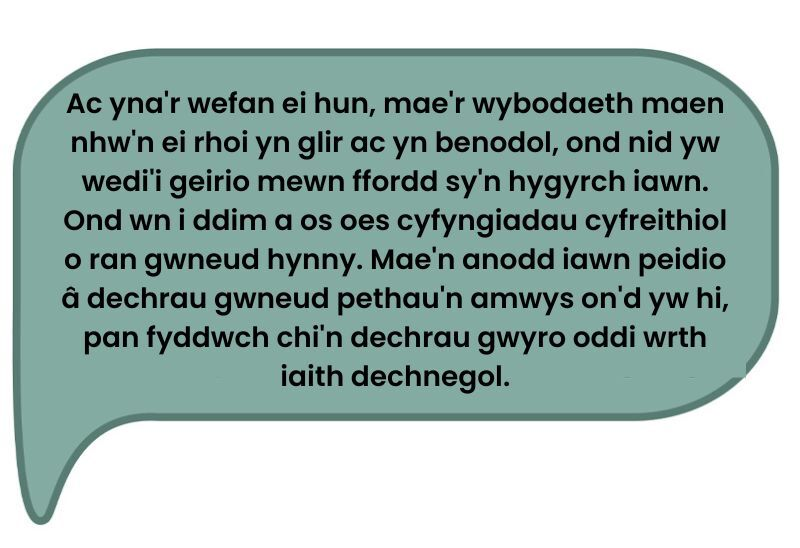 Ac yna'r wefan ei hun, mae'r wybodaeth maen
nhw'n ei rhoi yn glir ac yn benodol, ond nid yw
wedi'i geirio mewn ffordd sy'n hygyrch iawn.
Ond wn i ddim a os oes cyfyngiadau cyfreithiol
o ran gwneud hynny. Mae'n anodd iawn peidio
â dechrau gwneud pethau'n amwys on'd yw hi,
pan fyddwch chi'n dechrau gwyro oddi wrth
iaith dechnegol.